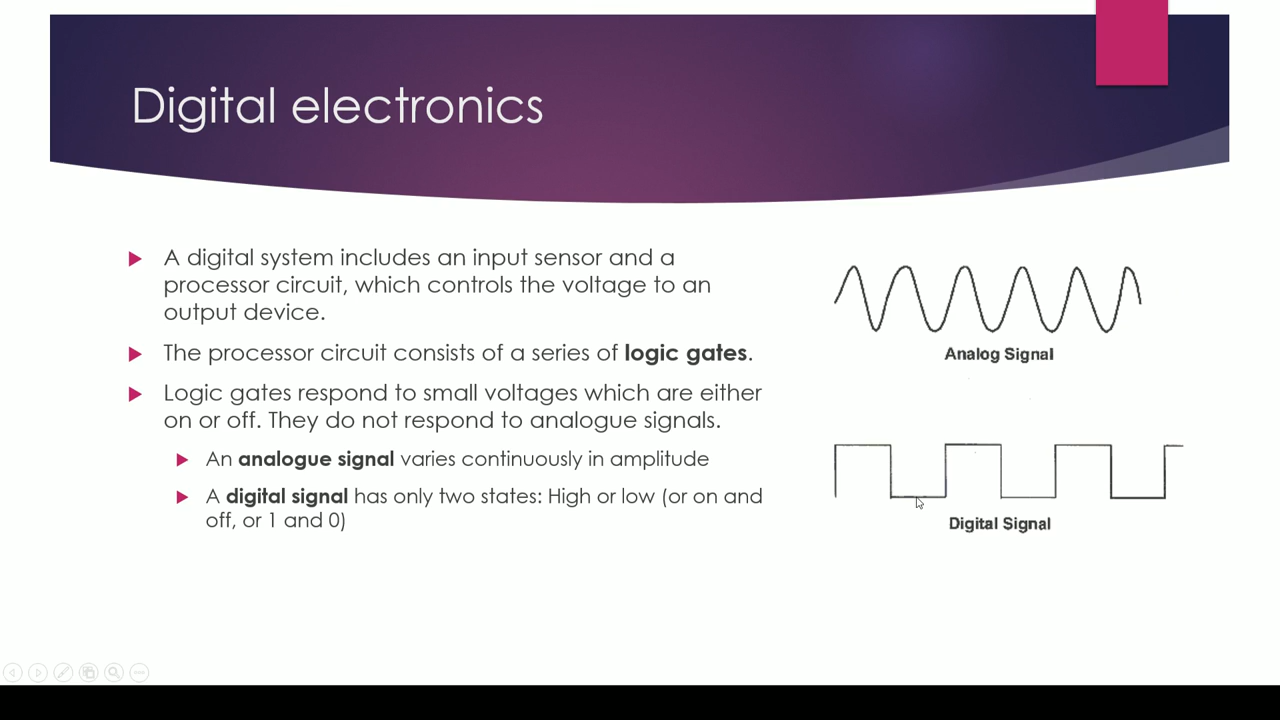 Digital electronics
A digital system includes an input sensor and a
processor circuit, which controls the voltage to an
output device.
The processor circuit consists of a series of logic gates.
Logic gates respond to small voltages which are either
on or off. They do not respond to analogue signals.
An analogue signal varies continuously in amplitude
A digital signal has only two states: High or low (or on and
off, or 1 and 0)
Analog Signal
Digital Signal